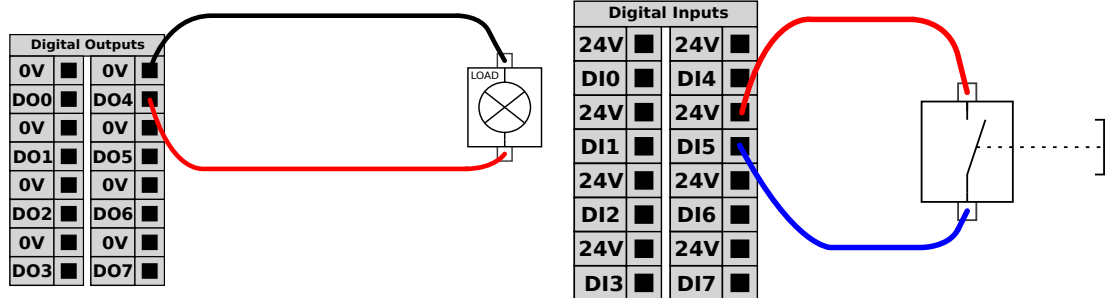 Digital Outputs
0V 0V
DO0 DO4
0V 0V
DO1 DO5
0V 0V
DO2 DO6
0V 0V
DO3 DO7
LOAD
Digital Inputs
24V 24V
DI0 DI4
24V 24V
DI1 DI5
24V 24V
DI2 DI6
24V 24V
DI3 DI7